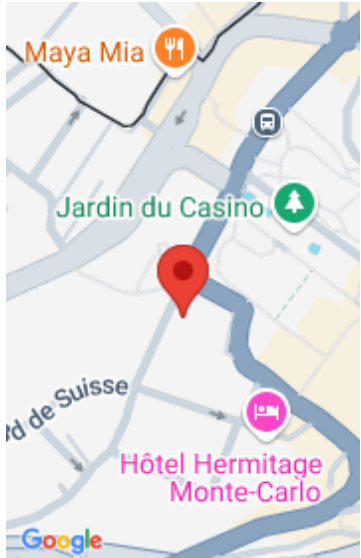 Maya Mia
Jardin du Casino
d de Suisse
Hôtel Hermitage
Monte-Carlo
Google